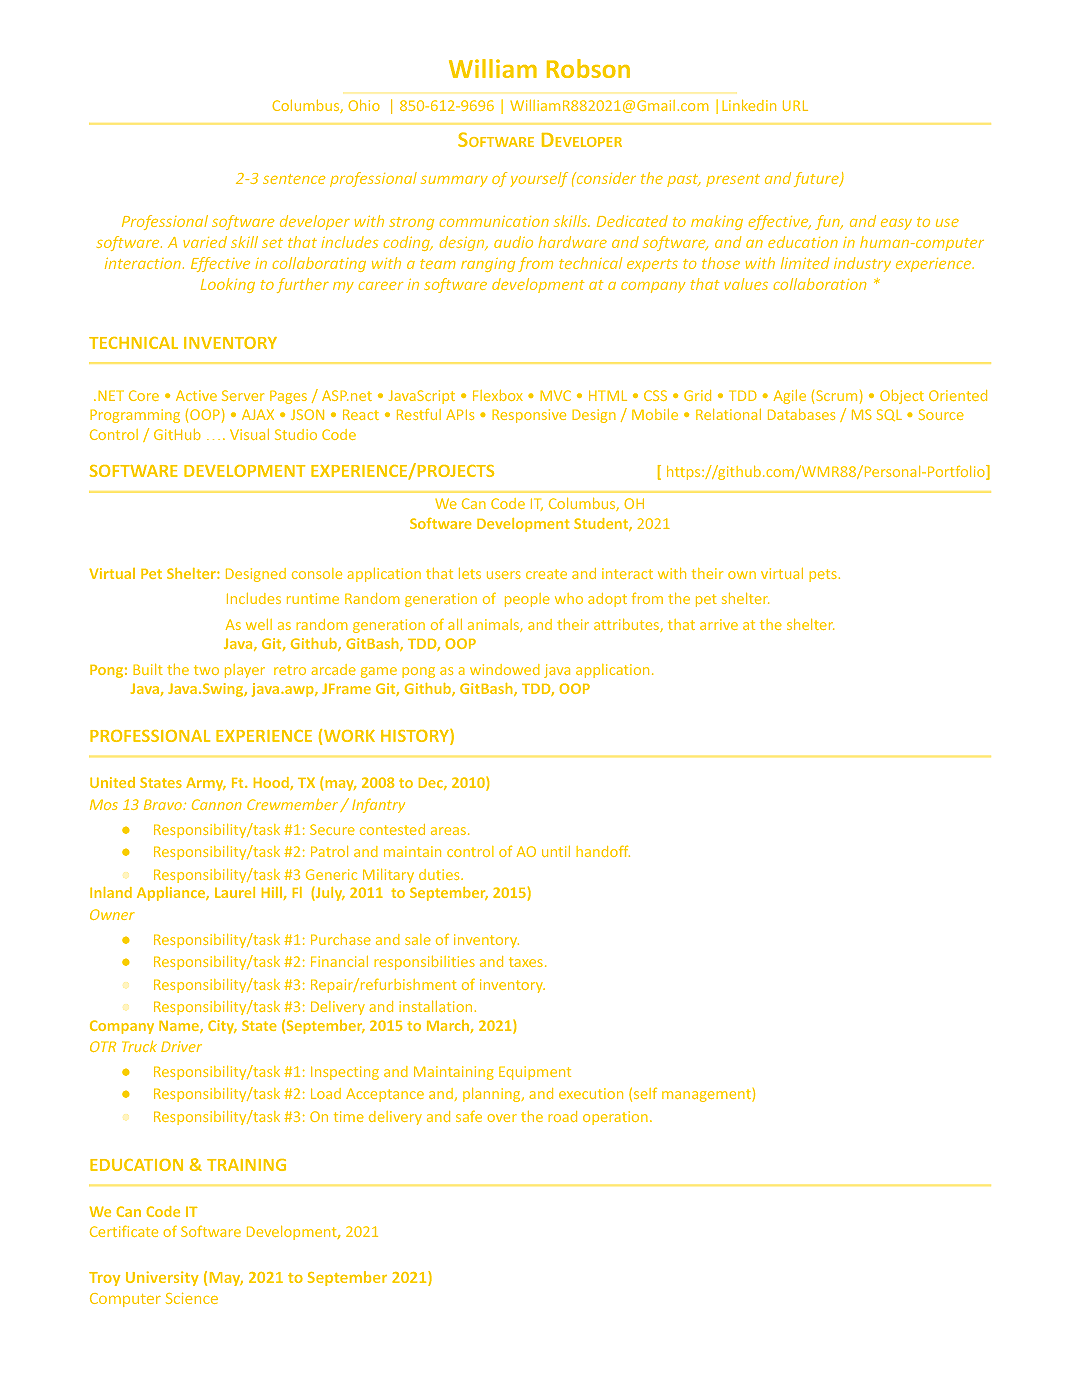 William Robson
Columbus, Ohio | 850-612-9696 | WilliamR882021@Gmail.com |Linkedin URL
Software Developer
2-3 sentence professional summary of yourself (consider the past, present and future)
Professional software developer with strong communication skills. Dedicated to making effective, fun, and easy to use
software. A varied skill set that includes coding, design, audio hardware and software, and an education in human-computer
interaction. Effective in collaborating with a team ranging from technical experts to those with limited industry experience.
Looking to further my career in software development at a company that values collaboration *
TECHNICAL INVENTORY
.NET Core • Active Server Pages / ASP.net • JavaScript • Flexbox • MVC • HTML • CSS • Grid • TDD • Agile (Scrum) • Object Oriented
Programming (OOP) • AJAX • JSON • React • Restful APIs • Responsive Design / Mobile • Relational Databases / MS SQL • Source
Control / GitHub …. Visual Studio Code
SOFTWARE DEVELOPMENT EXPERIENCE/PROJECTS [ https://github.com/WMR88/Personal-Portfolio]
We Can Code IT, Columbus, OH
Software Development Student, 2021
Virtual Pet Shelter: Designed console application that lets users create and interact with their own virtual pets.
Includes runtime Random generation of people who adopt from the pet shelter.
As well as random generation of all animals, and their attributes, that arrive at the shelter.
Java, Git, Github, GitBash, TDD, OOP
Pong: Built the two player retro arcade game pong as a windowed java application.
Java, Java.Swing, java.awp, JFrame Git, Github, GitBash, TDD, OOP
PROFESSIONAL EXPERIENCE (WORK HISTORY)
United States Army, Ft. Hood, TX (may, 2008 to Dec, 2010)
Mos 13 Bravo: Cannon Crewmember / Infantry
● Responsibility/task #1: Secure contested areas.
● Responsibility/task #2: Patrol and maintain control of AO until handoff.
● Responsibility/task #3 Generic Military duties.
Inland Appliance, Laurel Hill, Fl (July, 2011 to September, 2015)
Owner
● Responsibility/task #1: Purchase and sale of inventory.
● Responsibility/task #2: Financial responsibilities and taxes.
● Responsibility/task #3: Repair/refurbishment of inventory.
● Responsibility/task #3: Delivery and installation.
Company Name, City, State (September, 2015 to March, 2021)
OTR Truck Driver
● Responsibility/task #1: Inspecting and Maintaining Equipment
● Responsibility/task #2: Load Acceptance and, planning, and execution (self management)
● Responsibility/task #3: On time delivery and safe over the road operation.
EDUCATION & TRAINING
We Can Code IT
Certificate of Software Development, 2021
Troy University (May, 2021 to September 2021)
Computer Science